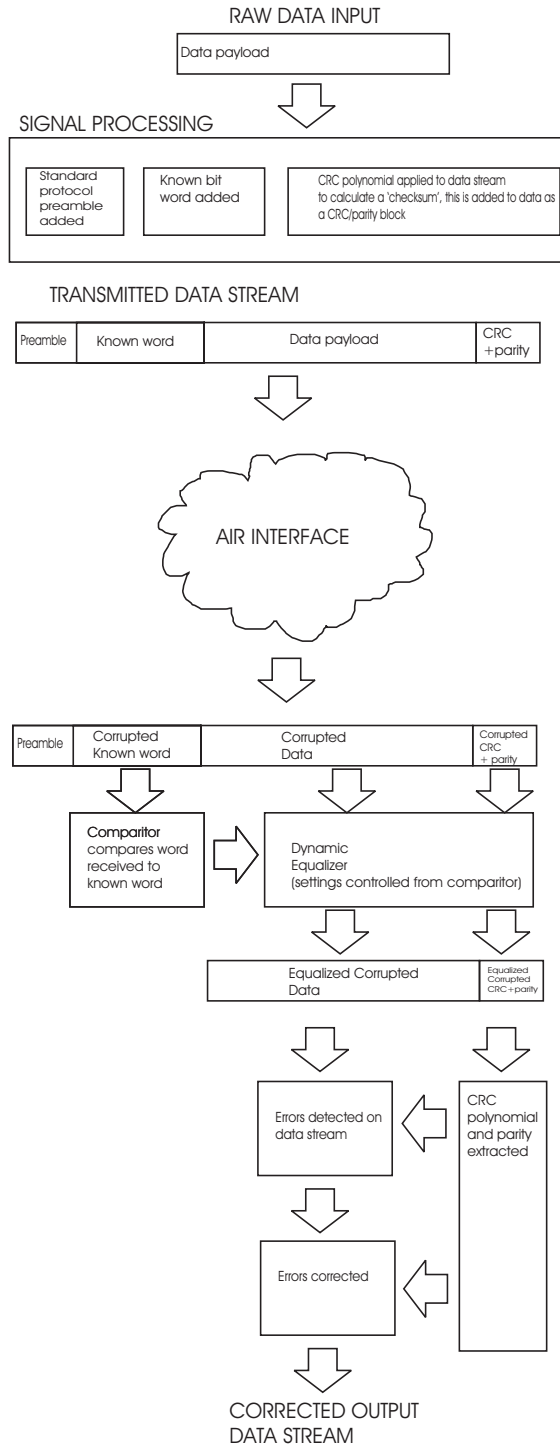 RAW DATA INPUT
Data payload
SIGNAL PROCESSING
Standard
protocol
preamble
added
Known bit
word added
CRC polynomial applied to data stream
to calculate a 'checksum', this is added to data as
a CRC/parity block
TRANSMITTED DATA STREAM
Preamble
Known word
Data payload
CRC
+parity
AIR INTERFACE
Preamble
Corrupted
Known word
Corrupted
Data
Corrupted
CRC
+ parity
Comparitor
compares word
received to
known word
Dynamic
Equalizer
(settings controlled from comparitor)
Equalized Corrupted
Data
Equalized
Corrupted
CRC+parity
Errors detected on
data stream
CRC
polynomial
and parity
extracted
Errors corrected
CORRECTED OUTPUT
DATA STREAM